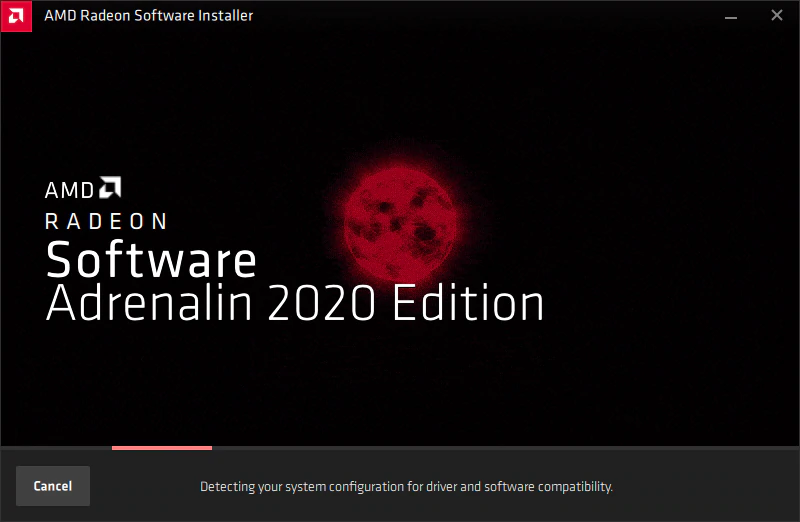 AMD Radeon Software Installer
AMD
RADEON
Software
Adrenalin 2020 Edition
Cancel
Detecting your system configuration for driver and software compatibility.